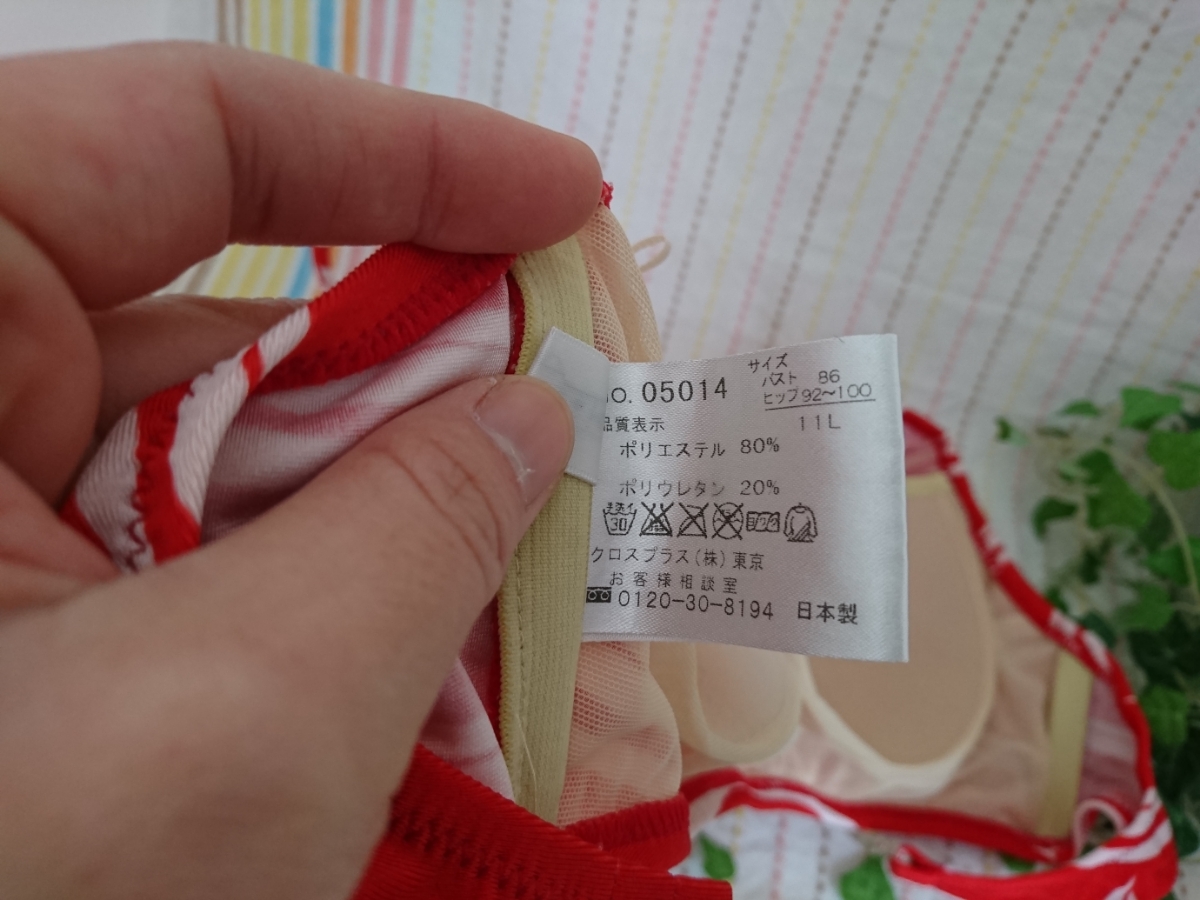 no. 05014
サイズ
バスト 86
ヒップ 92~100
11L
品質表示
ポリエステル 80%
ポリウレタン 20%
30
クロスプラス(株)東京
お客様相談室
0120-30-8194 日本製